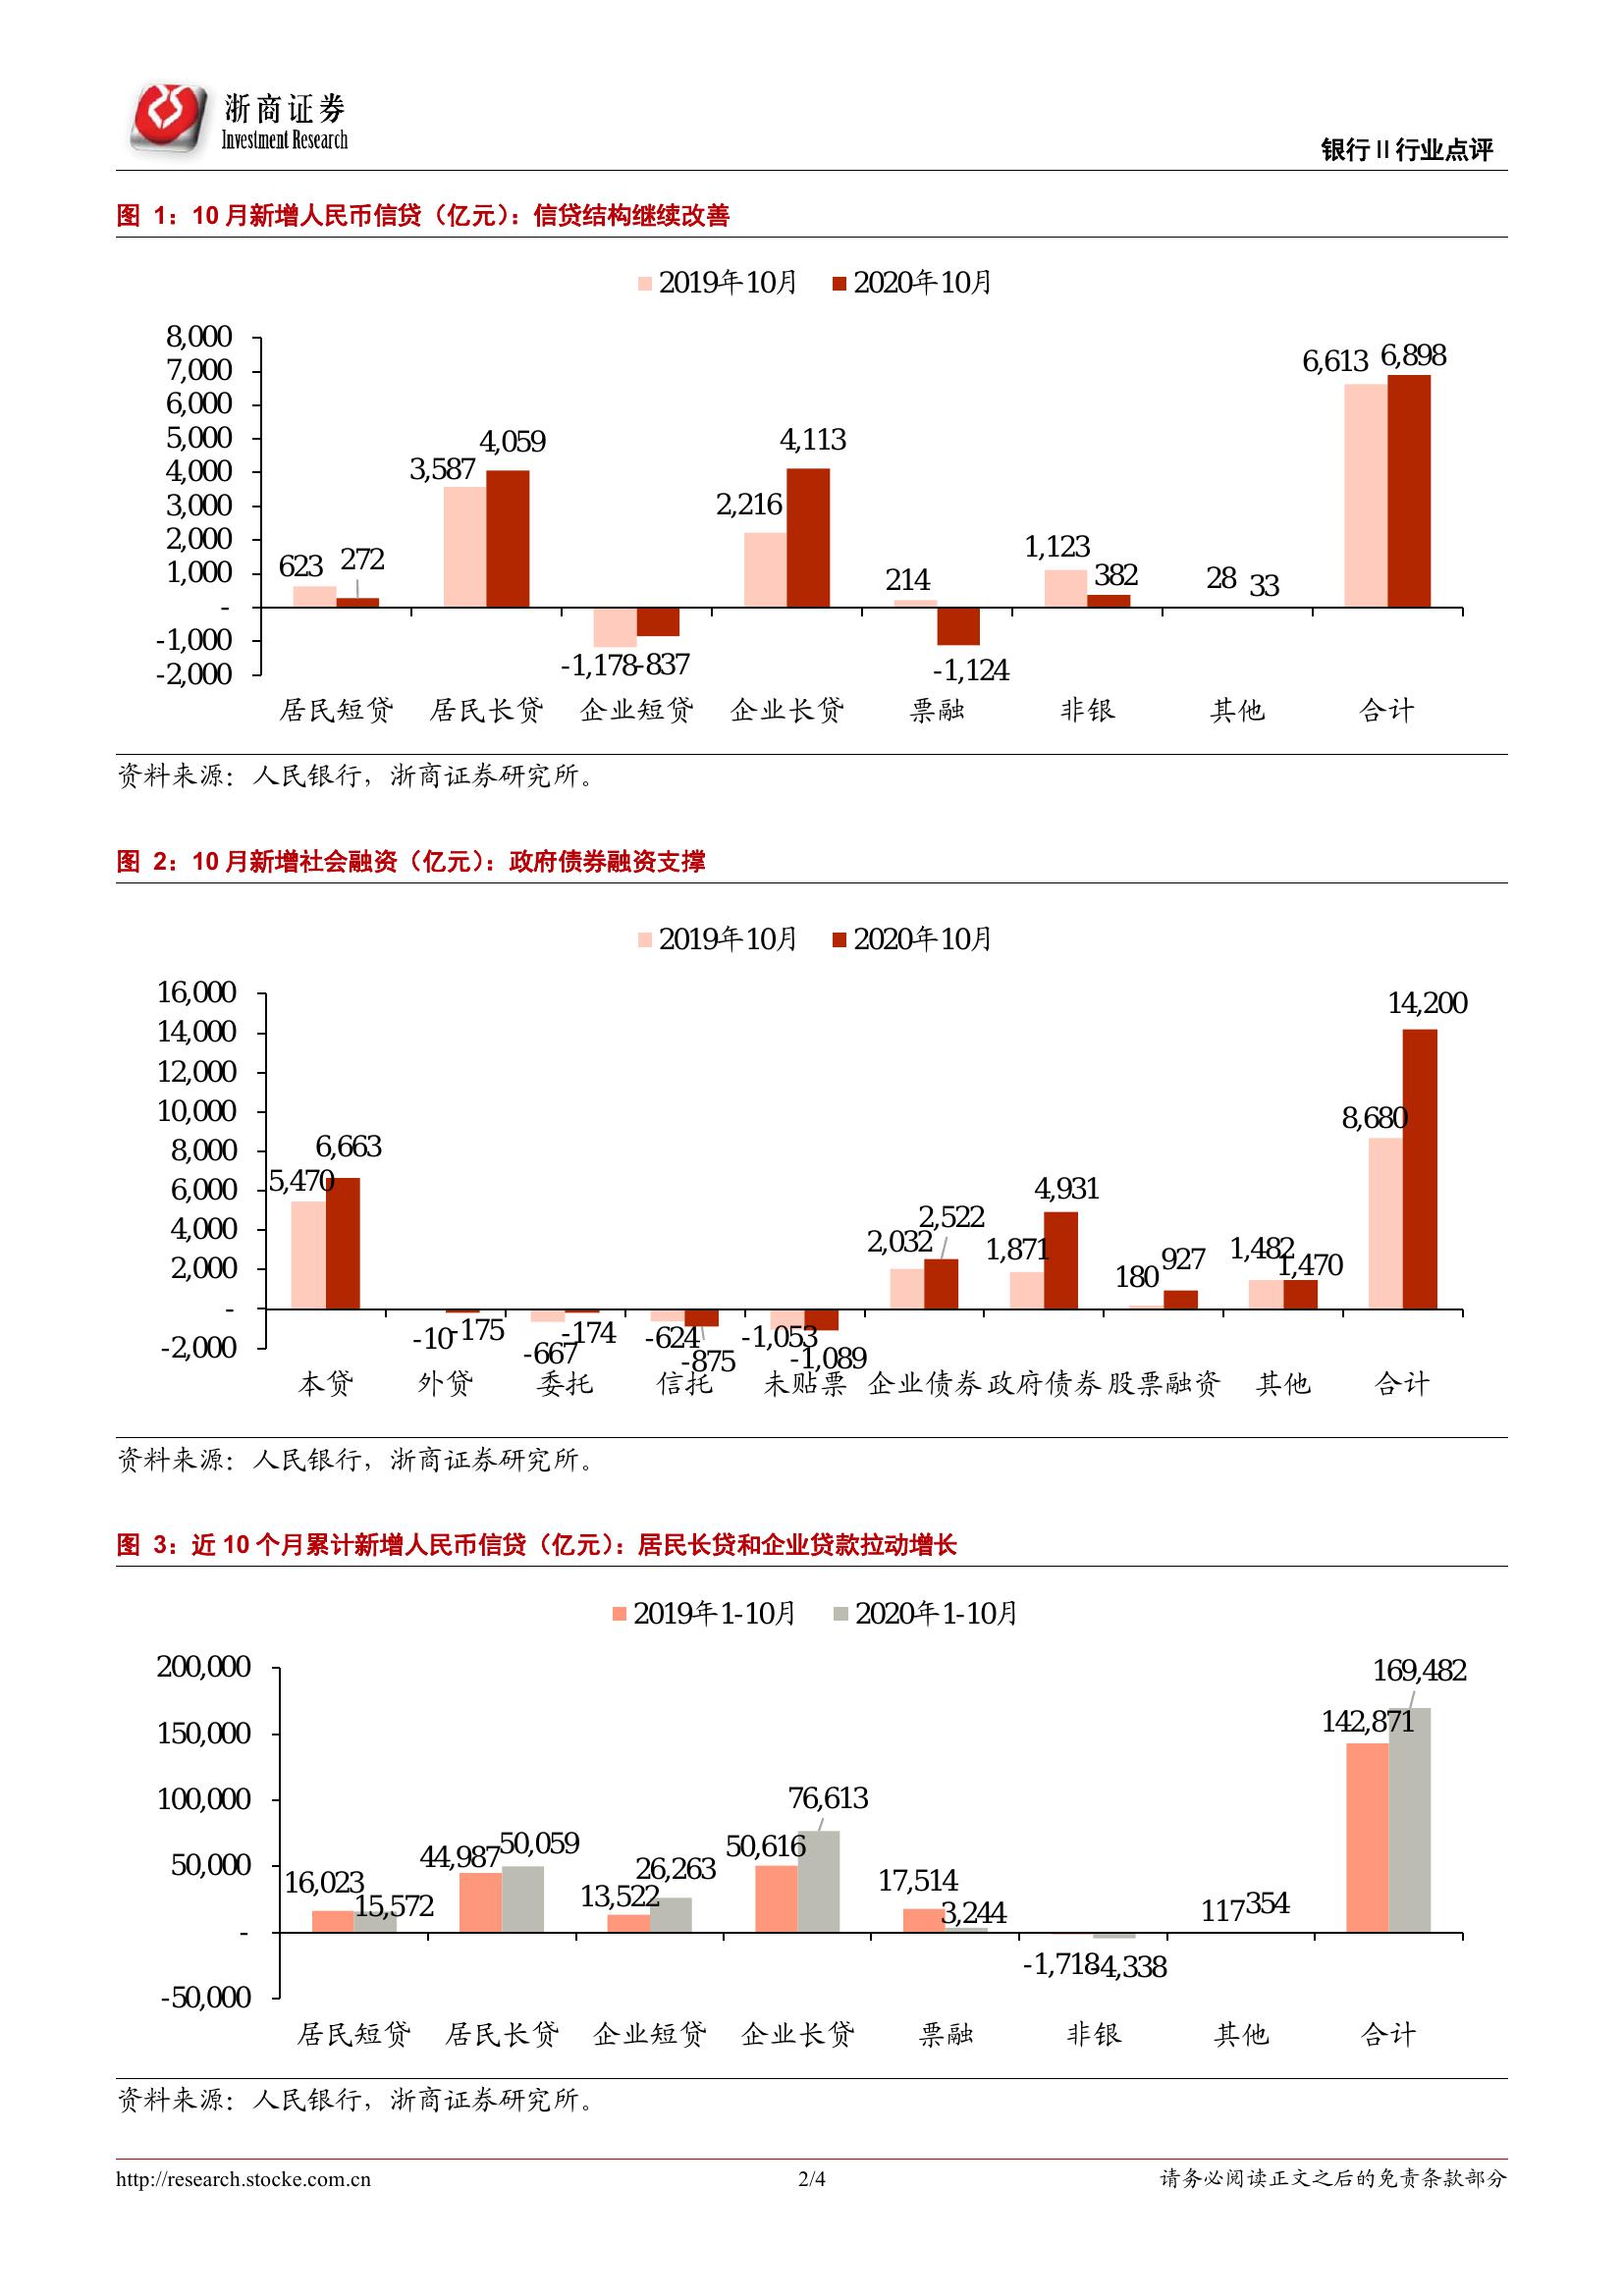 浙商证券
Investment Research
银行 II 行业点评
图 1：10 月新增人民币信贷（亿元）：信贷结构继续改善
2019年10月 2020年10月
8,000
7,000
6,000
5,000
4,000
3,000
2,000
1,000
-
-1,000
-2,000
623 272 3,587 4,059 -1,178 -837 2,216 4,113 214 -1,124 1,123 382 28 33 6,613 6,898
居民短贷 居民长贷 企业短贷 企业长贷 票融 非银 其他 合计
资料来源：人民银行，浙商证券研究所。
图 2：10 月新增社会融资（亿元）：政府债券融资支撑
2019年10月 2020年10月
16,000
14,000
12,000
10,000
8,000
6,000
4,000
2,000
-
-2,000
5,470 6,663 -10 -175 -667 -174 -624 -875 -1,053 -1,089 2,032 2,522 1,871 4,931 180 927 1,482 1,470 8,680 14,200
本贷 外贷 委托 信托 未贴票 企业债券 政府债券 股票融资 其他 合计
资料来源：人民银行，浙商证券研究所。
图 3：近 10 个月累计新增人民币信贷（亿元）：居民长贷和企业贷款拉动增长
2019年1-10月 2020年1-10月
200,000
150,000
100,000
50,000
-
-50,000
16,023 15,572 44,987 50,059 13,522 26,263 50,616 76,613 17,514 3,244 -1,718 -4,338 117 354 142,871 169,482
居民短贷 居民长贷 企业短贷 企业长贷 票融 非银 其他 合计
资料来源：人民银行，浙商证券研究所。
http://research.stocke.com.cn 2/4 请务必阅读正文之后的免责条款部分